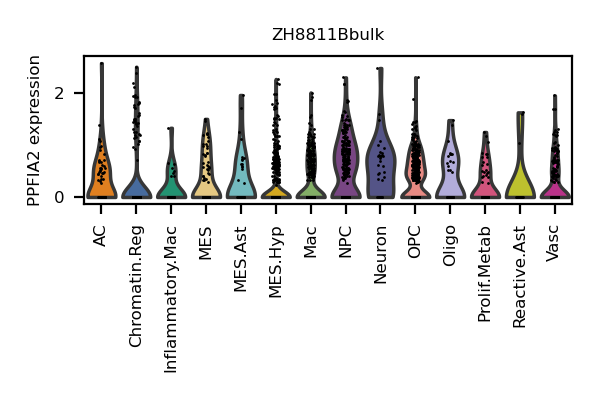 ZH8811Bbulk
PPFIA2 expression
2
0
AC
Chromatin.Reg
Inflammatory.Mac
MES
MES.Ast
MES.Hyp
Mac
NPC
Neuron
OPC
Oligo
Prolif.Metab
Reactive.Ast
Vasc